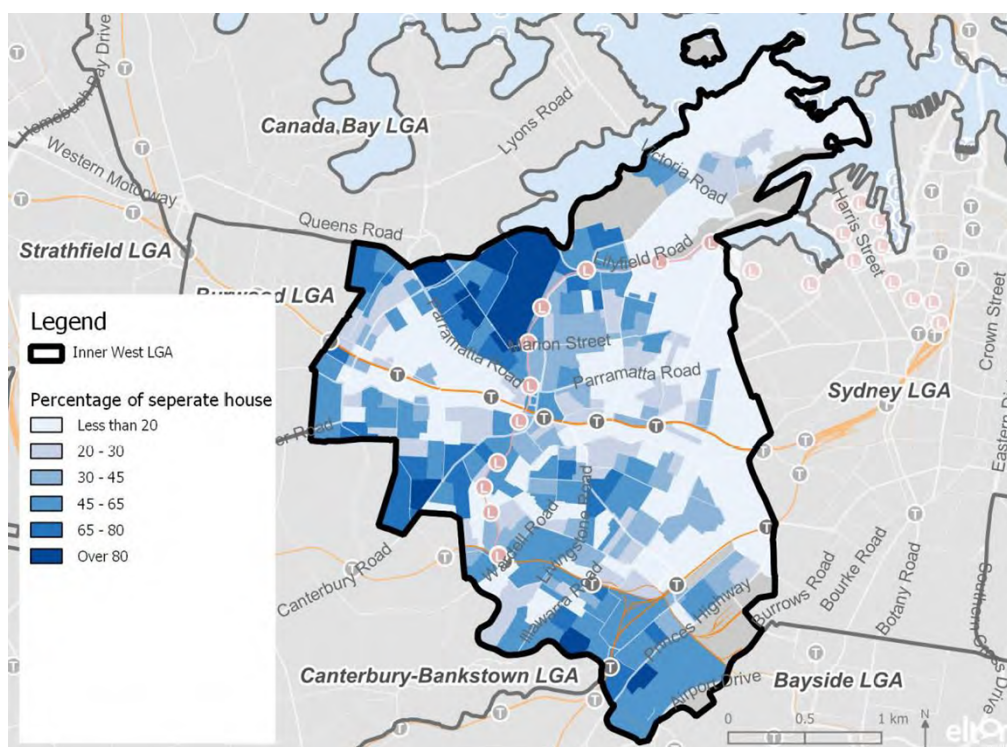 Homebush Bay Drive
Canada Bay LGA
Lyons Road
Western Motorway
Victoria Road
Queens Road
Harris Street
Strathfield LGA
Lilyfield Road
Burwood LGA
Crown Street
Legend
Inner West LGA
Parramatta Road
Marion Street
Parramatta Road
Sydney LGA
Percentage of seperate house
Less than 20
20 - 30
30 - 45
45 - 65
65 - 80
Over 80
er Road
Canterbury Road
Wardell Road
Livingstone Road
Illawarra Road
Princes Highway
Burrows Road
Bourke Road
Botany Road
Canterbury-Bankstown LGA
Airport Drive
Bayside LGA
0 1 km
N
T
L